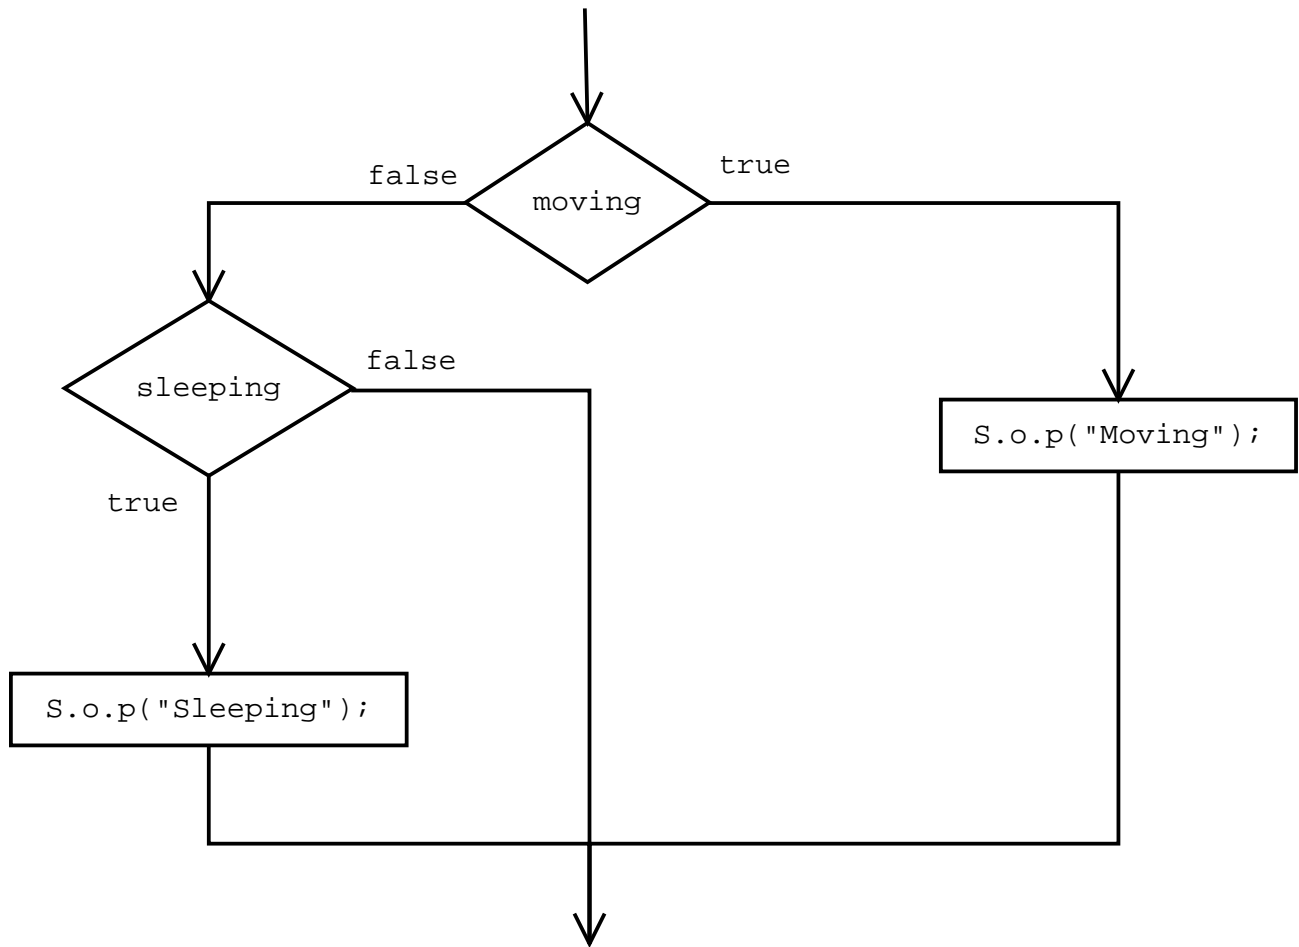 true
false
moving
false
sleeping
S.o.p("Moving");
true
S.o.p("Sleeping");